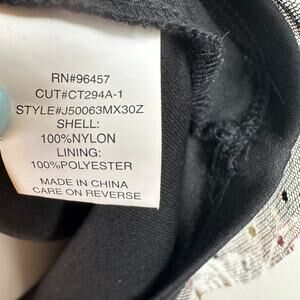 RN#96457
CUT#CT294A-1
STYLE#J50063MX30Z
SHELL:
100%NYLON
LINING:
100%POLYESTER
MADE IN CHINA
CARE ON REVERSE